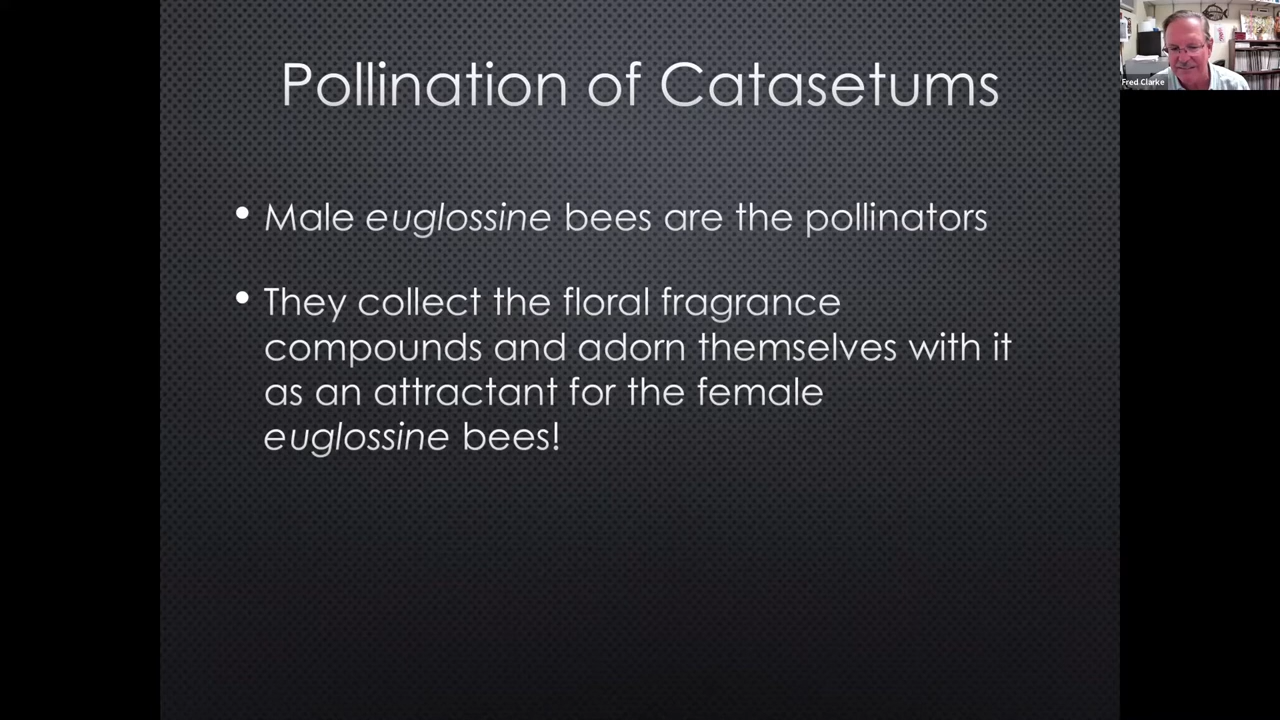 Pollination of Catasetums
Fred Clarke
• Male euglossine bees are the pollinators
• They collect the floral fragrance
compounds and adorn themselves with it
as an attractant for the female
euglossine bees!